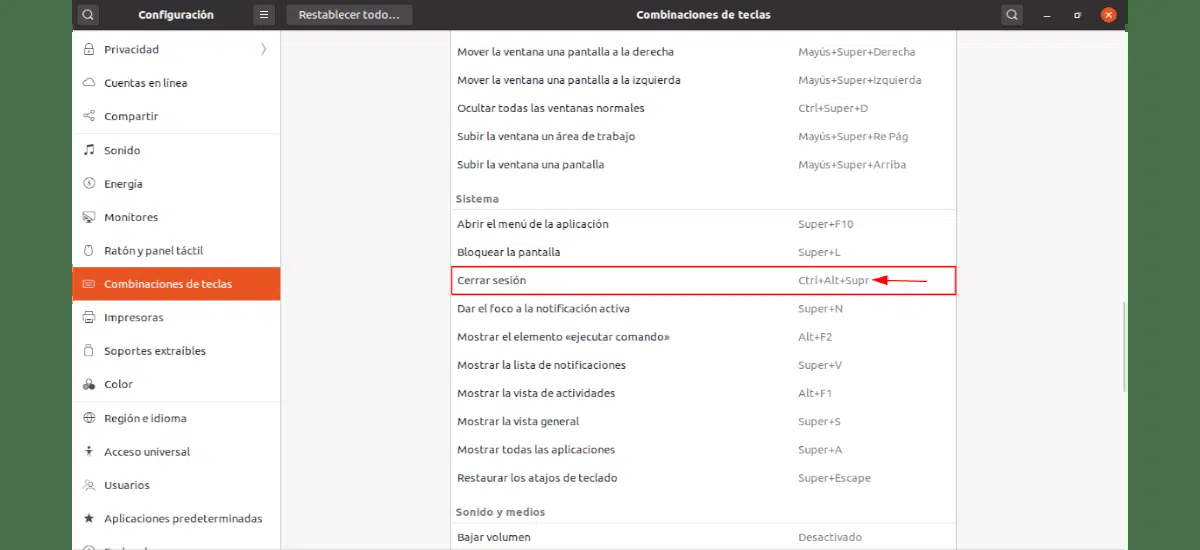 Configuración
Restablecer todo...
Combinaciones de teclas
Privacidad
Cuentas en línea
Compartir
Sonido
Energía
Monitores
Ratón y panel táctil
Combinaciones de teclas
Impresoras
Soportes extraíbles
Color
Región e idioma
Acceso universal
Usuarios
Aplicaciones predeterminadas
Mover la ventana una pantalla a la derecha Mayús+Super+Derecha
Mover la ventana una pantalla a la izquierda Mayús+Super+Izquierda
Ocultar todas las ventanas normales Ctrl+Super+D
Subir la ventana un área de trabajo Mayús+Super+Re Pág
Subir la ventana una pantalla Mayús+Super+Arriba
Sistema
Abrir el menú de la aplicación Super+F10
Bloquear la pantalla Super+L
Cerrar sesión Ctrl+Alt+Supr
Dar el foco a la notificación activa Super+N
Mostrar el elemento «ejecutar comando» Alt+F2
Mostrar la lista de notificaciones Super+V
Mostrar la vista de actividades Alt+F1
Mostrar la vista general Super+S
Mostrar todas las aplicaciones Super+A
Restaurar los atajos de teclado Super+Escape
Sonido y medios
Bajar volumen Desactivado